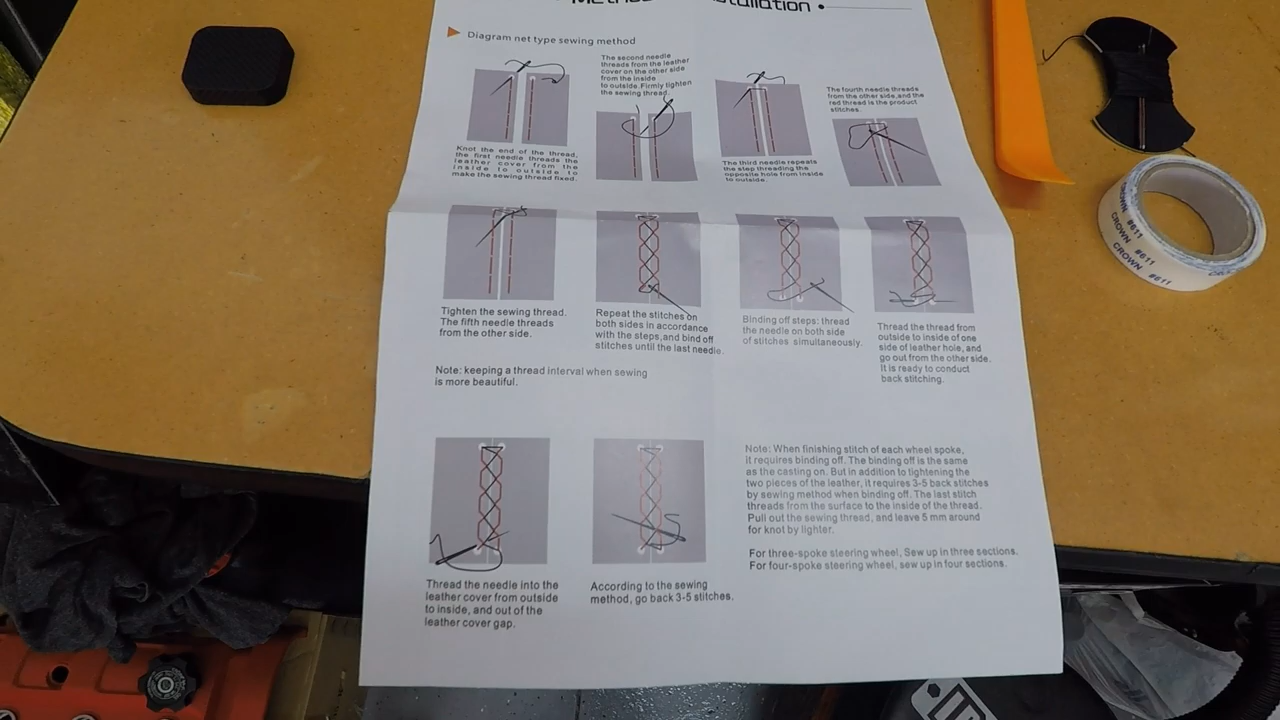 Diagram net type sewing method
Knot the end of the thread,
the first needle threads the
leather cover from the
inside to outside to
make the sewing thread fixed.
The second needle
threads from the leather
cover on the other side
from the inside
to outside.Firmly tighten
the sewing thread.
The third needle repeats
the step threading the
opposite hole from inside
to outside.
The fourth needle threads
from the other side,and the
red thread is the product
stitches.
Tighten the sewing thread.
The fifth needle threads
from the other side.
Repeat the stitches on
both sides in accordance
with the steps,and bind off
stitches until the last needle.
Binding off steps: thread
the needle on both side
of stitches simultaneously.
Thread the thread from
outside to inside of one
side of leather hole, and
go out from the other side.
It is ready to conduct
back stitching.
Note: keeping a thread interval when sewing
is more beautiful.
Thread the needle into the
leather cover from outside
to inside, and out of the
leather cover gap.
According to the sewing
method, go back 3-5 stitches.
Note: When finishing stitch of each wheel spoke,
it requires binding off. The binding off is the same
as the casting on. But in addition to tightening the
two pieces of the leather, it requires 3-5 back stitches
by sewing method when binding off. The last stitch
threads from the surface to the inside of the thread.
Pull out the sewing thread, and leave 5 mm around
for knot by lighter.
For three-spoke steering wheel, Sew up in three sections.
For four-spoke steering wheel, sew up in four sections.
CROWN #611
CROWN #611
CROWN #611